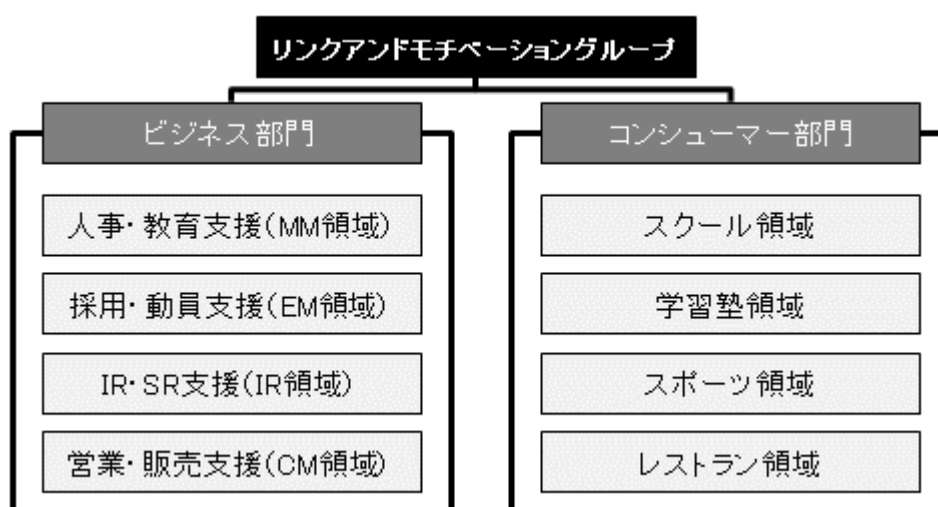 リンクアンドモチベーショングループ
ビジネス部門
人事・教育支援(MM領域)
採用・動員支援(EM領域)
IR・SR支援(IR領域)
営業・販売支援(CM領域)
コンシューマー部門
スクール領域
学習塾領域
スポーツ領域
レストラン領域